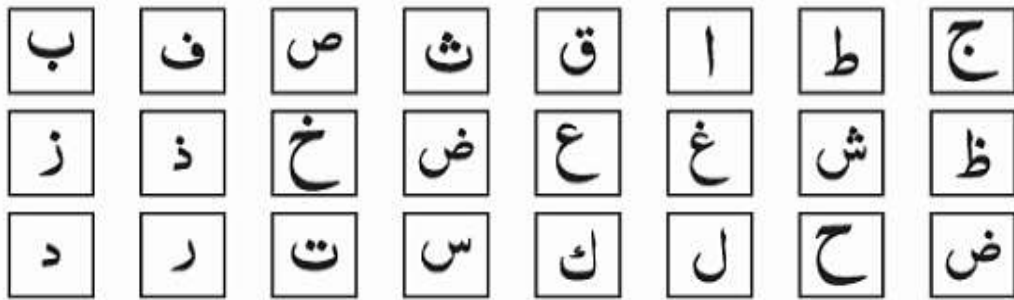 ج ط ا ق ث ص ف ب
ظ ش غ ع ض خ ذ ز
ض ح ل ك س ت ر د